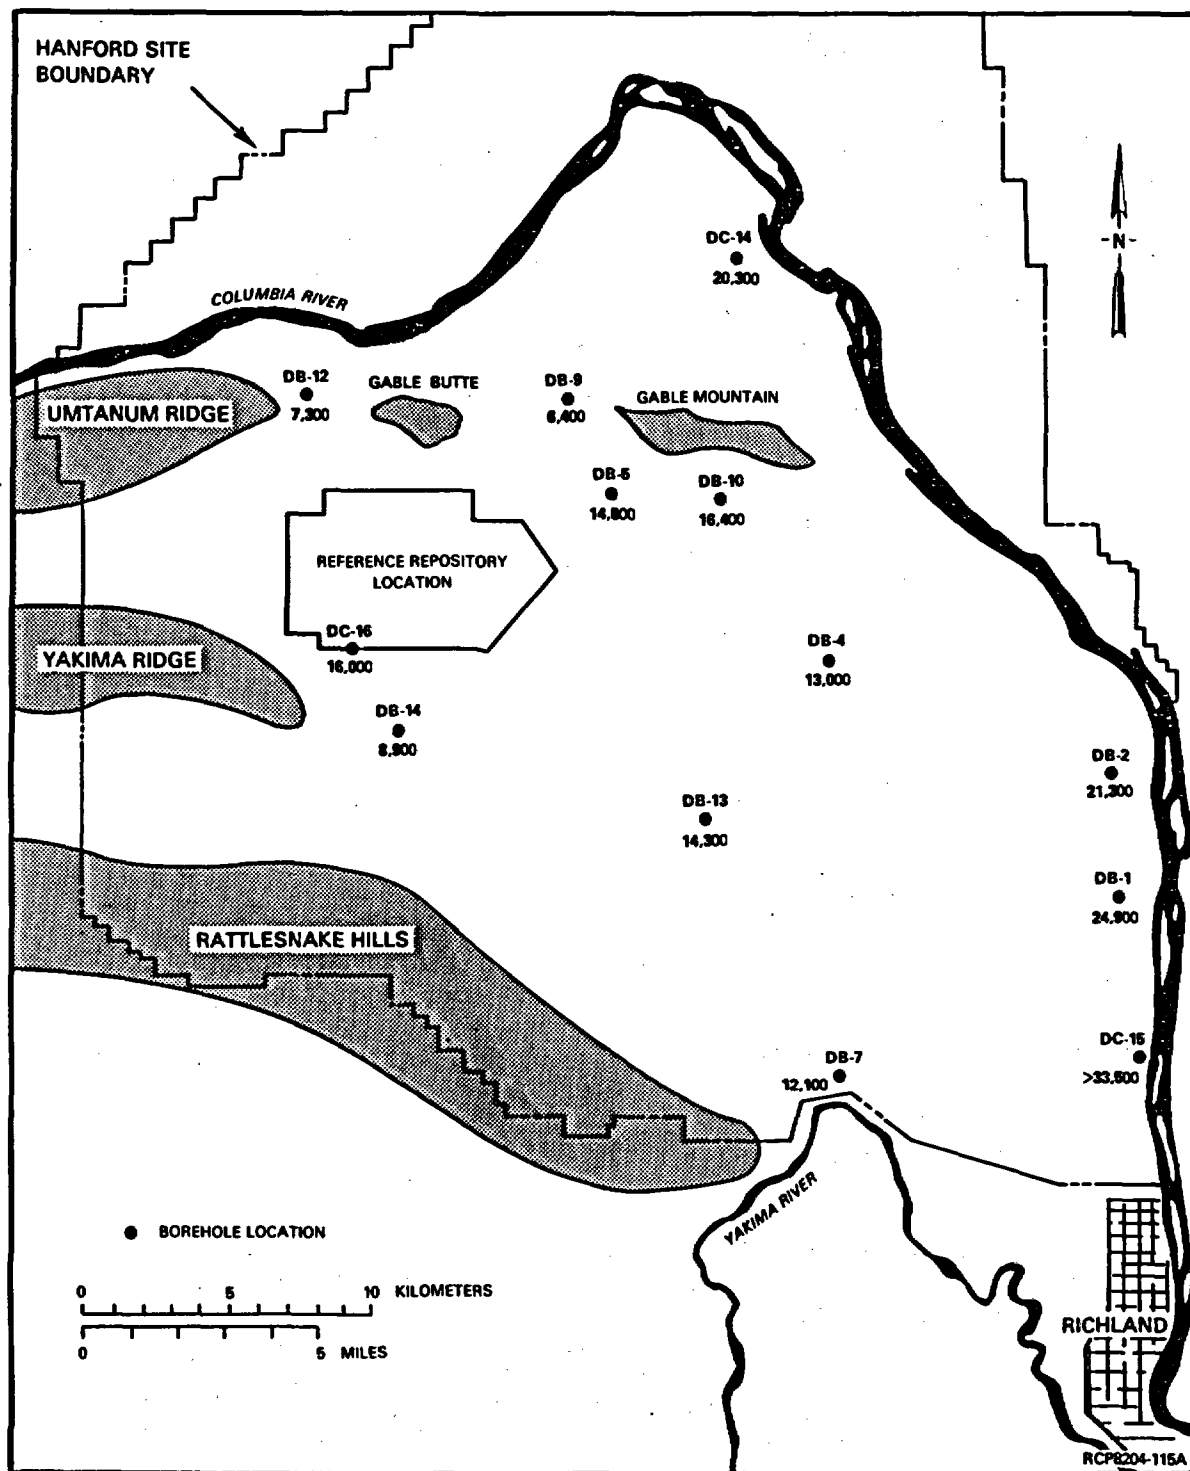 HANFORD SITE
BOUNDARY
DC-14
20,300
-N-
COLUMBIA RIVER
DB-12
7,300
GABLE BUTTE
DB-9
6,400
GABLE MOUNTAIN
UMTANUM RIDGE
DB-5
14,800
DB-10
16,400
REFERENCE REPOSITORY
LOCATION
DC-16
16,000
YAKIMA RIDGE
DB-4
13,000
DB-14
8,900
DB-2
21,300
DB-13
14,300
DB-1
24,900
RATTLESNAKE HILLS
DC-15
>33,500
DB-7
12,100
YAKIMA RIVER
BOREHOLE LOCATION
0 5 10 KILOMETERS
0 5 MILES
RICHLAND
RCP8204-115A